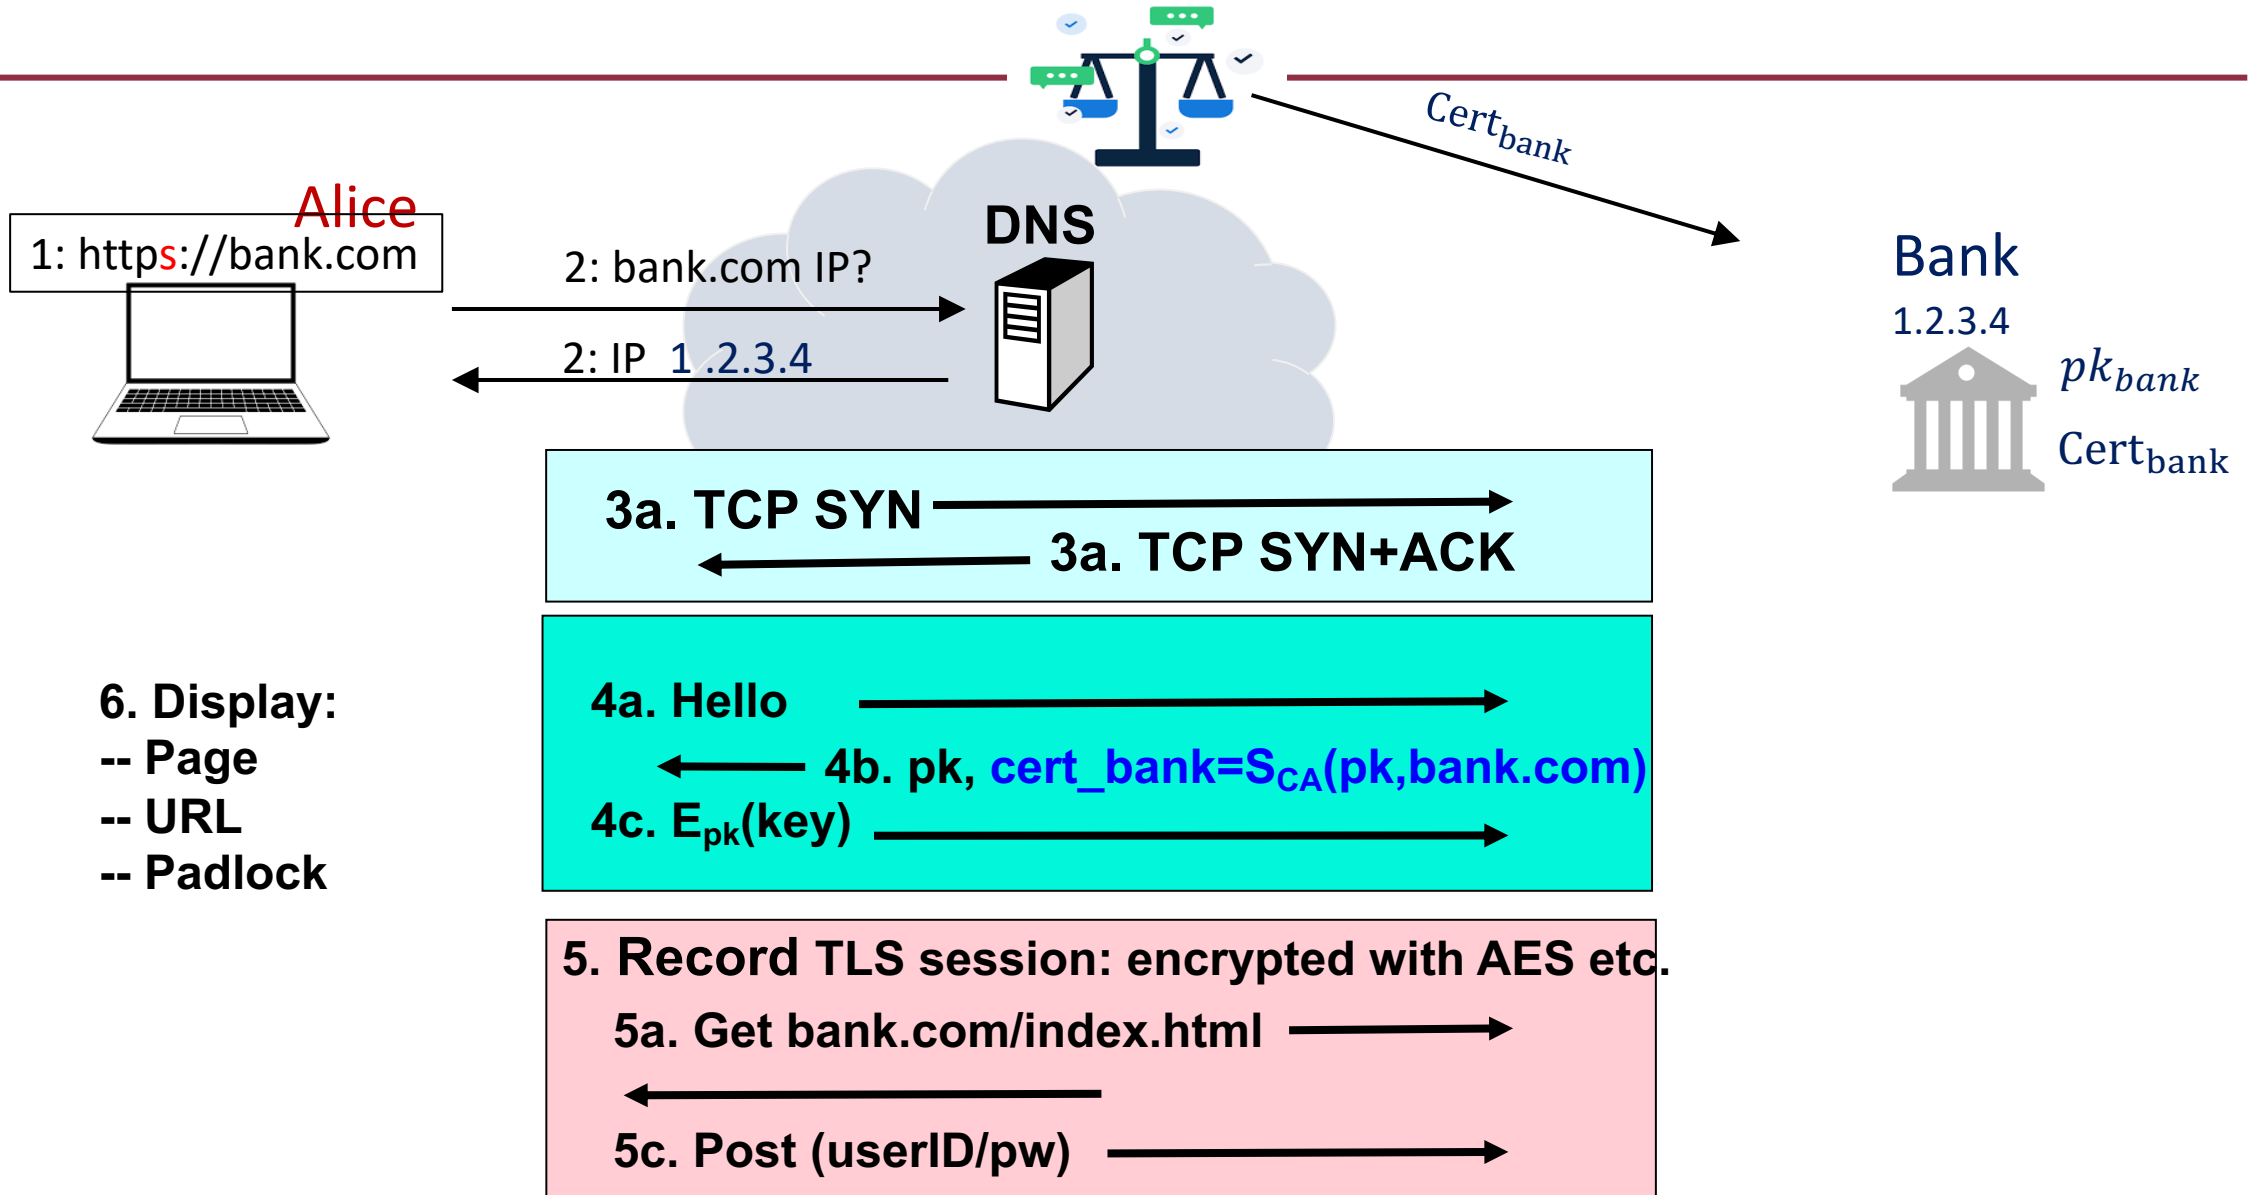 Cert_bank
Alice
1: https://bank.com
DNS
2: bank.com IP?
2: IP 1 .2.3.4
Bank
1.2.3.4
pk_bank
Cert_bank
3a. TCP SYN
3a. TCP SYN+ACK
4a. Hello
4b. pk, cert_bank=S_CA(pk,bank.com)
4c. E_pk(key)
6. Display:
-- Page
-- URL
-- Padlock
5. Record TLS session: encrypted with AES etc.
5a. Get bank.com/index.html
5c. Post (userID/pw)